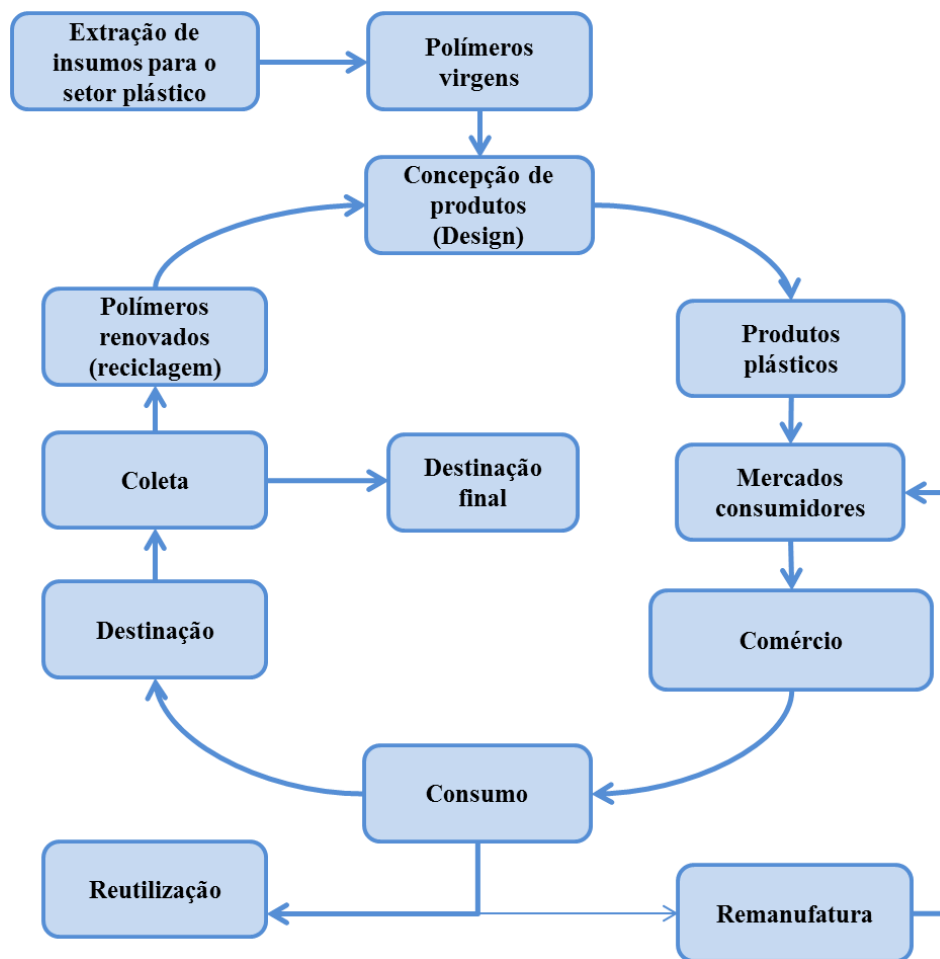 Extração de
insumos para o
setor plástico
Polímeros
virgens
Concepção de
produtos
(Design)
Polímeros
renovados
(reciclagem)
Produtos
plásticos
Coleta
Destinação
final
Mercados
consumidores
Destinação
Comércio
Consumo
Reutilização
Remanufatura